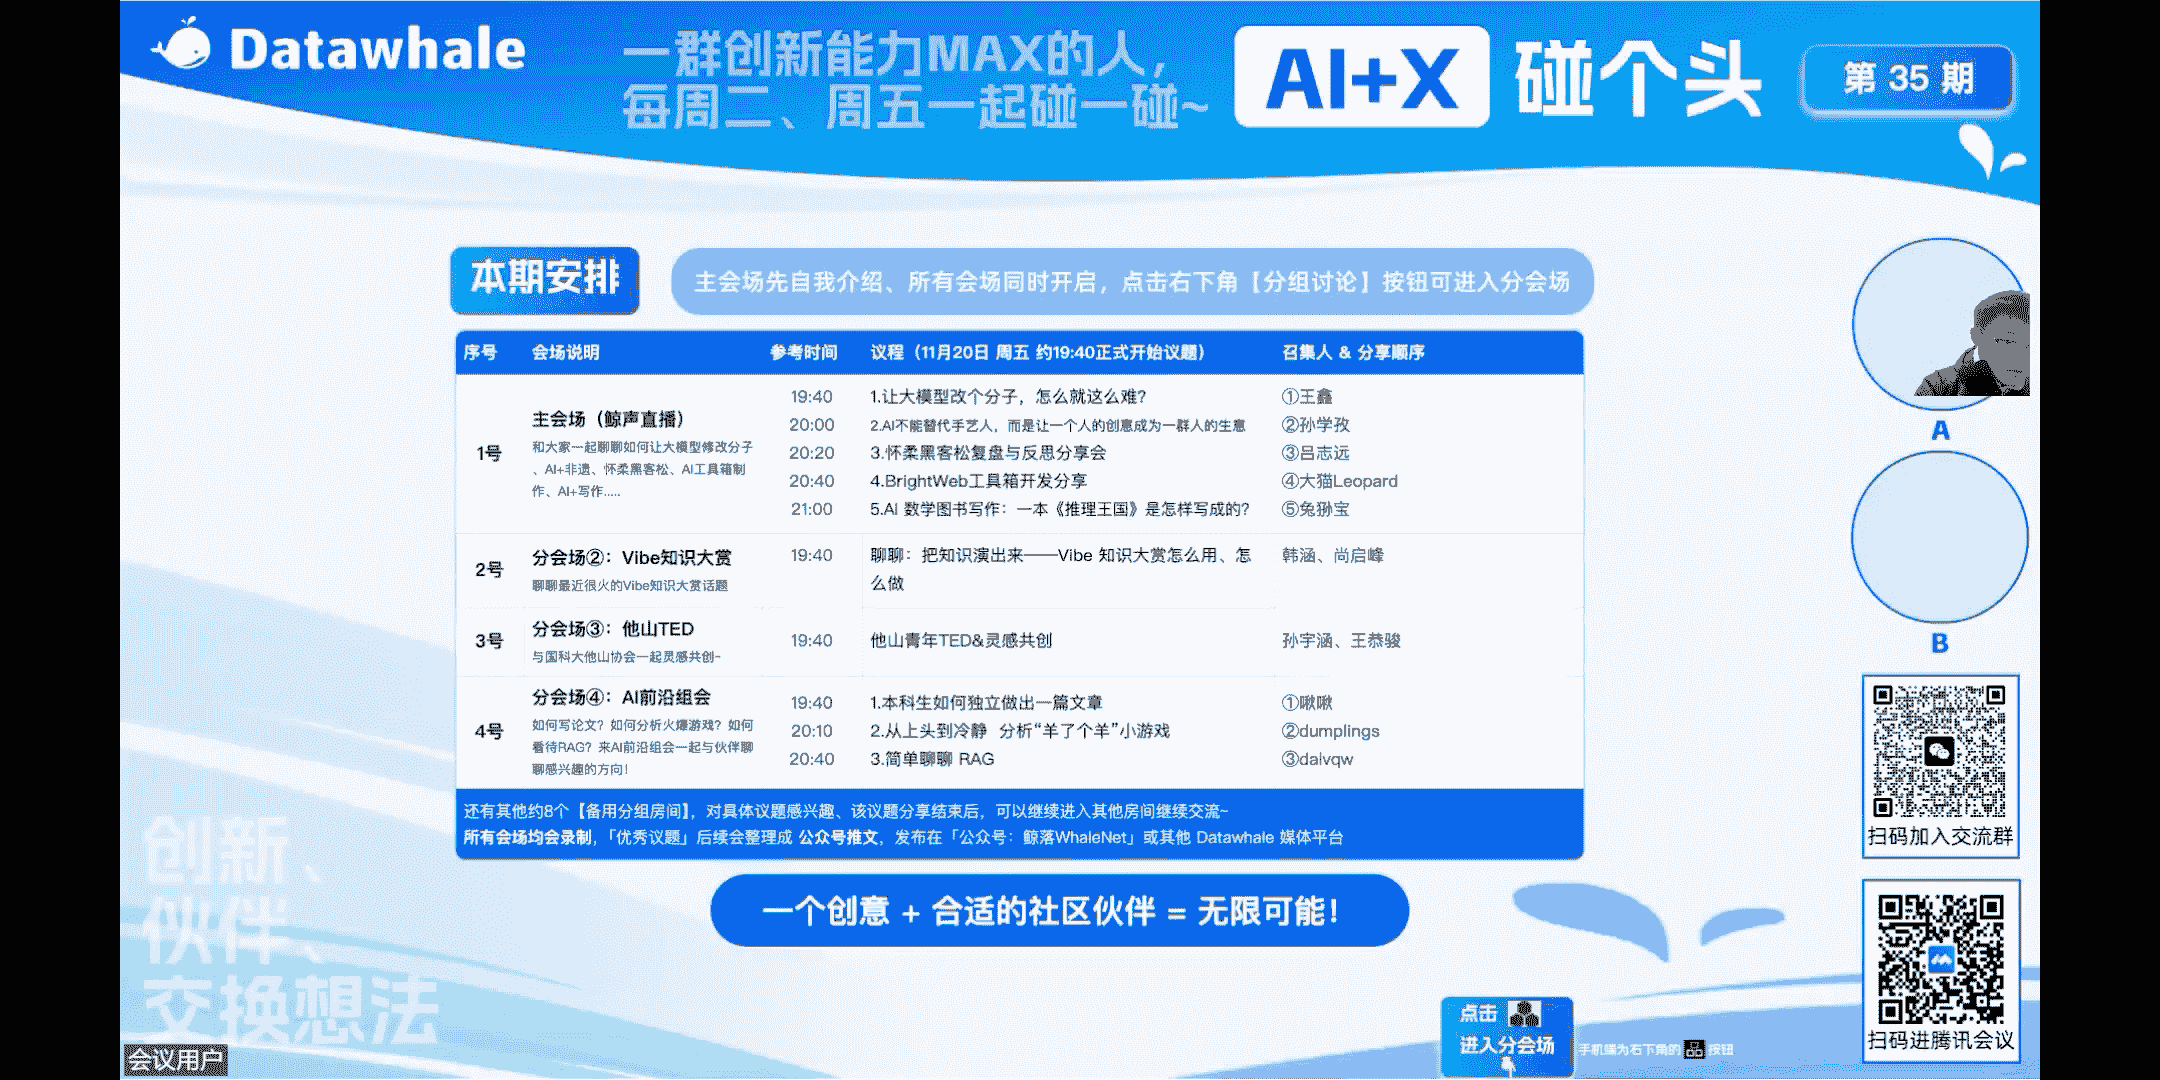 Datawhale
一群创新能力MAX的人，
每周二、周五一起碰一碰~
AI+X 碰个头
第 35 期
本期安排
主会场先自我介绍、所有会场同时开启，点击右下角【分组讨论】按钮可进入分会场
序号 会场说明 参考时间 议程（11月20日 周五 约19:40正式开始议题） 召集人 & 分享顺序
1号
主会场（鲸声直播）
和大家一起聊聊如何让大模型修改分子
、AI+非遗、怀柔黑客松、AI工具箱制
作、AI+写作.....
19:40 1.让大模型改个分子，怎么就这么难？ ①王鑫
20:00 2.AI不能替代手艺人，而是让一个人的创意成为一群人的生意 ②孙学孜
20:20 3.怀柔黑客松复盘与反思分享会 ③吕志远
20:40 4.BrightWeb工具箱开发分享 ④大猫Leopard
21:00 5.AI 数学图书写作：一本《推理王国》是怎样写成的？ ⑤兔狲宝
2号
分会场②：Vibe知识大赏
聊聊最近很火的Vibe知识大赏话题
19:40 聊聊：把知识演出来——Vibe 知识大赏怎么用、怎
么做
韩涵、尚启峰
3号
分会场③：他山TED
与国科大他山协会一起灵感共创~
19:40 他山青年TED&灵感共创 孙宇涵、王恭骏
4号
分会场④：AI前沿组会
如何写论文？如何分析火爆游戏？如何
看待RAG？来AI前沿组会一起与伙伴聊
聊感兴趣的方向！
19:40 1.本科生如何独立做出一篇文章 ①啾啾
20:10 2.从上头到冷静 分析“羊了个羊”小游戏 ②dumplings
20:40 3.简单聊聊 RAG ③dalvqw
还有其他约8个【备用分组房间】，对具体议题感兴趣、该议题分享结束后，可以继续进入其他房间继续交流~
所有会场均会录制，「优秀议题」后续会整理成 公众号推文，发布在「公众号：鲸落WhaleNet」或其他 Datawhale 媒体平台
一个创意 + 合适的社区伙伴 = 无限可能！
A
B
扫码加入交流群
扫码进腾讯会议
创新、
伙伴、
交换想法
点击
进入分会场
手机端为右下角的 按钮
会议用户